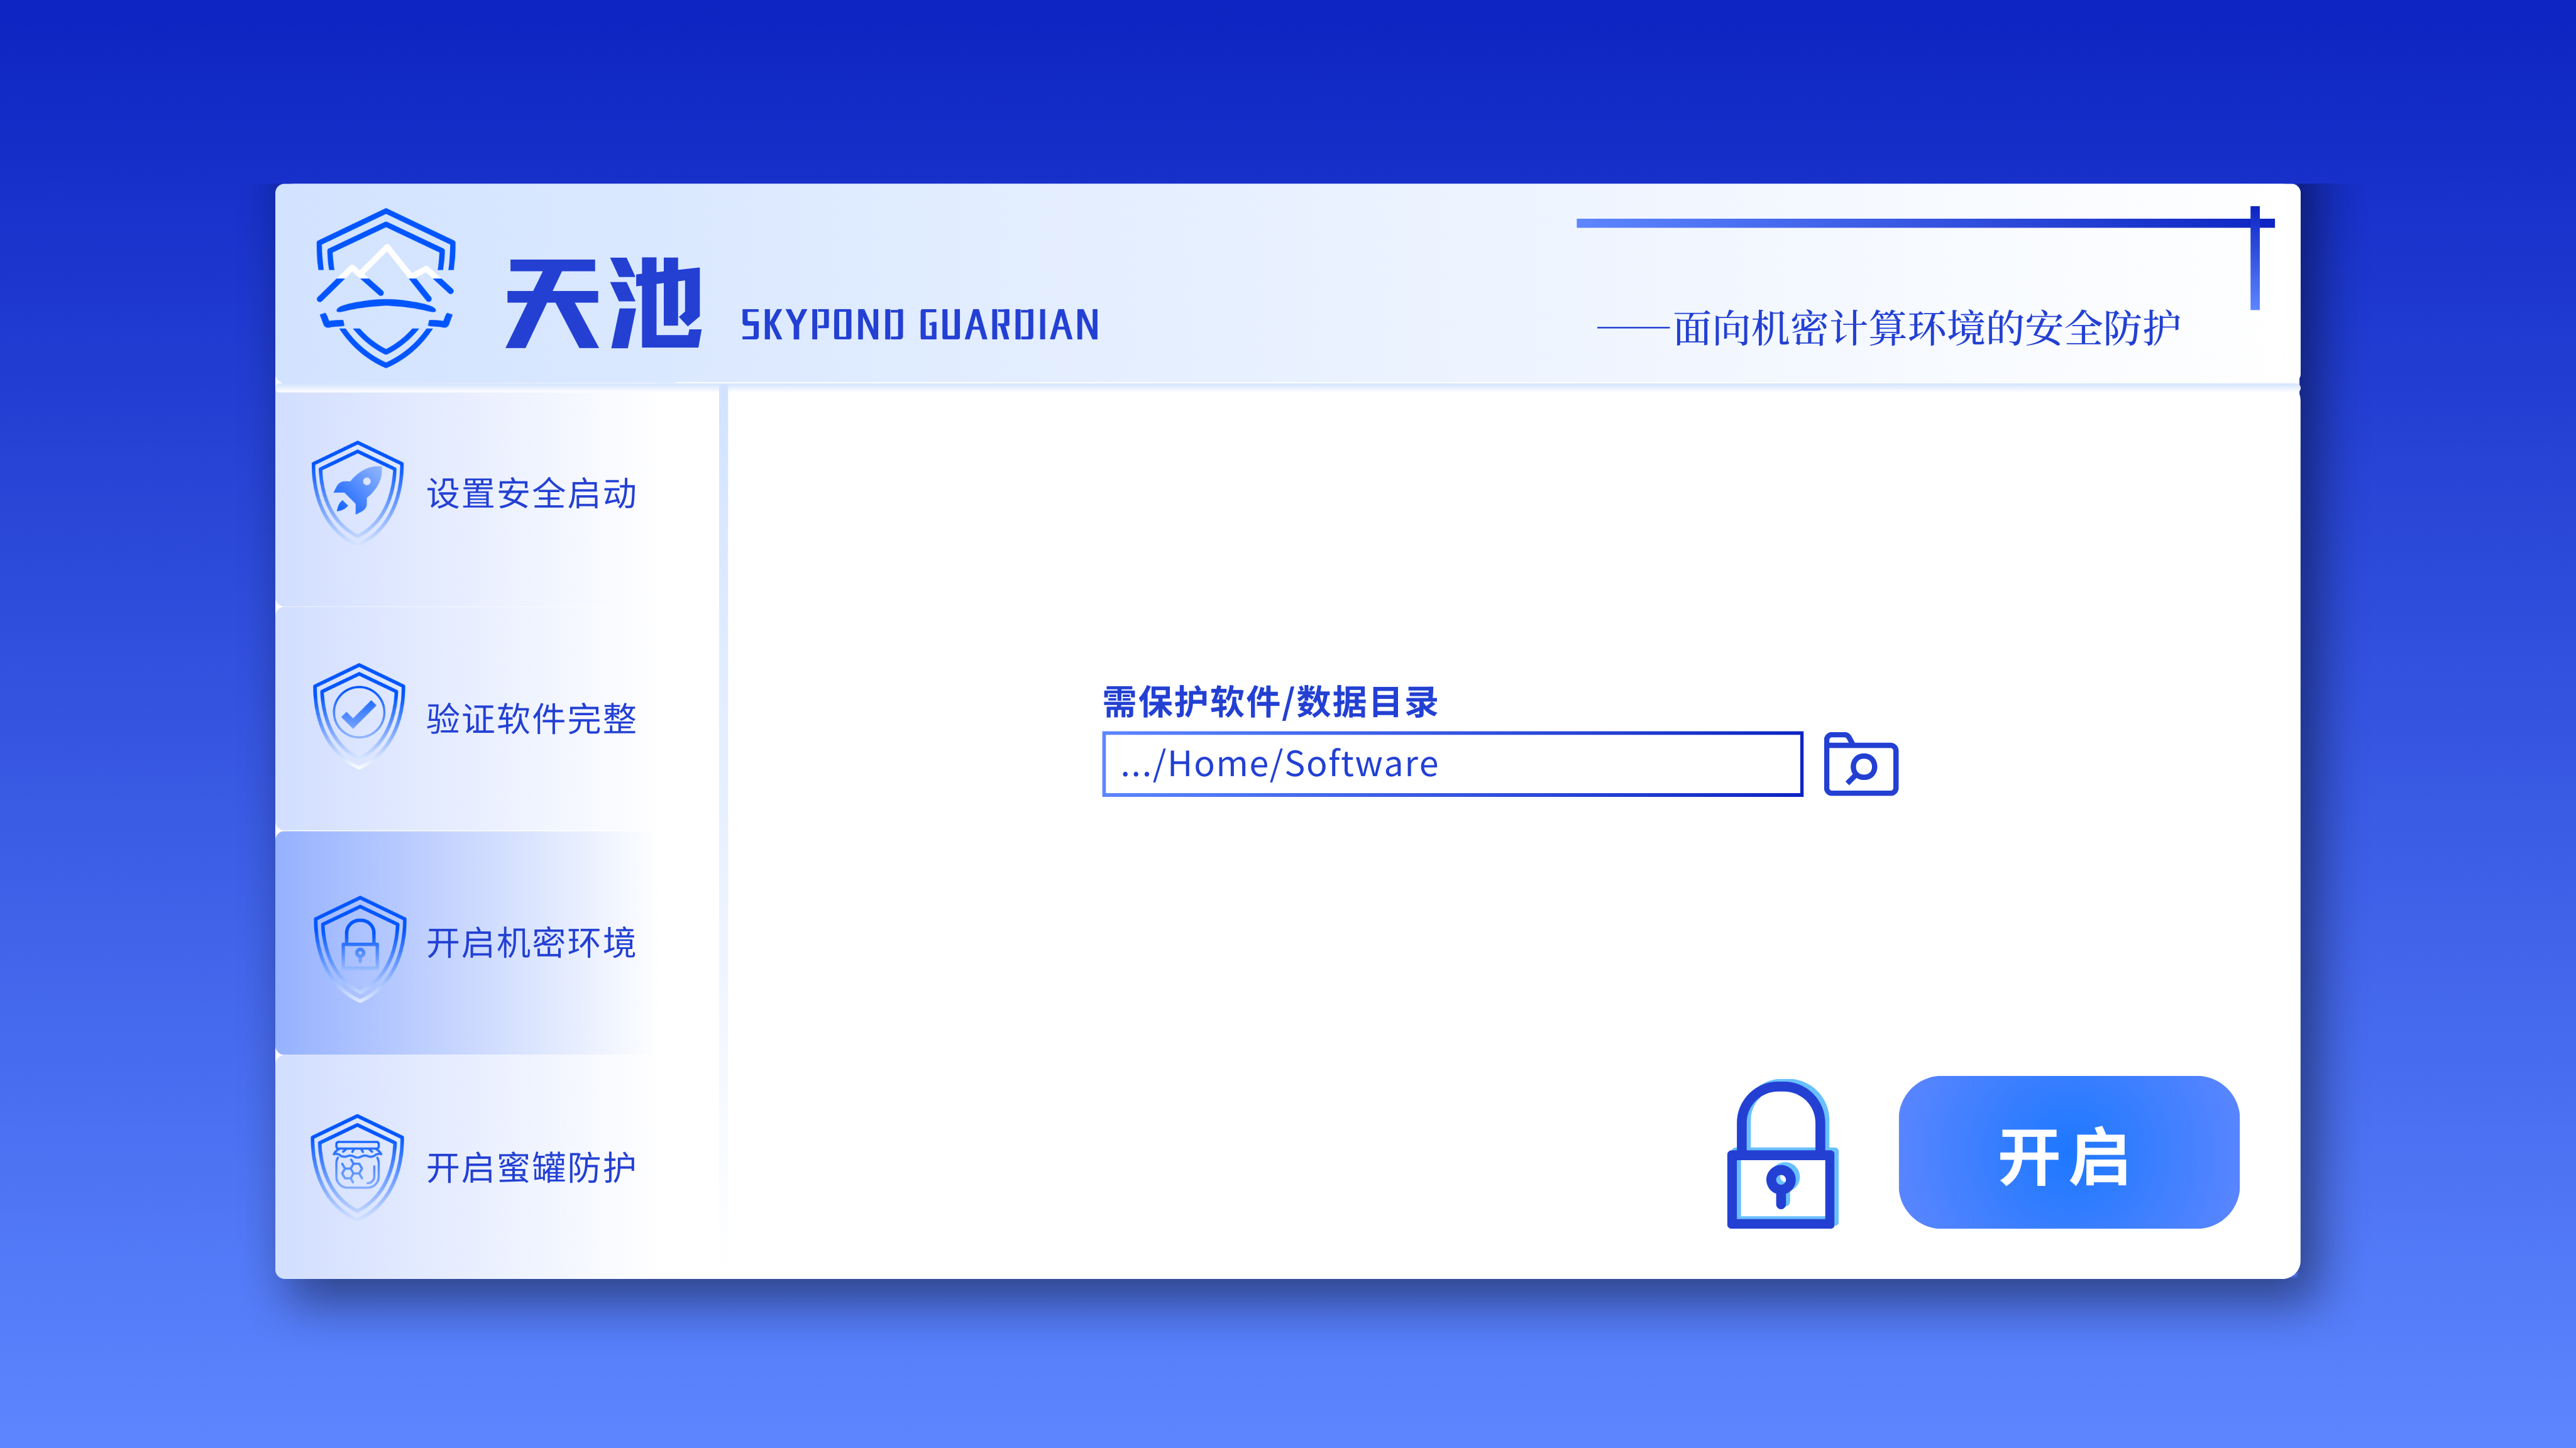 天池 SKYPOND GUARDIAN
——面向机密计算环境的安全防护
设置安全启动
验证软件完整
开启机密环境
开启蜜罐防护
需保护软件/数据目录
.../Home/Software
开启